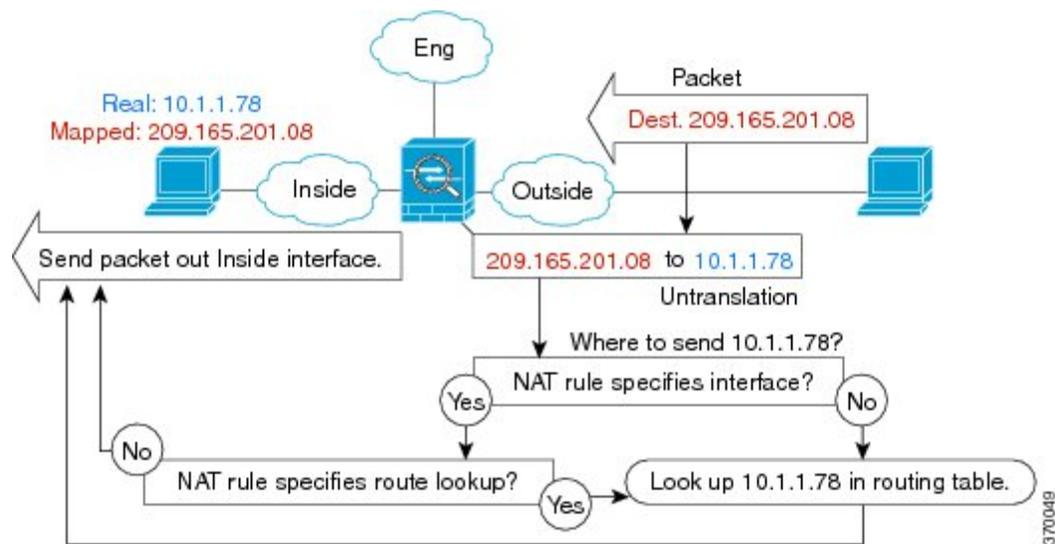 Eng
Packet
Real: 10.1.1.78
Mapped: 209.165.201.08
Dest. 209.165.201.08
Inside
Outside
Send packet out Inside interface.
209.165.201.08 to 10.1.1.78
Untranslation
Where to send 10.1.1.78?
NAT rule specifies interface?
Yes
No
No
NAT rule specifies route lookup?
Yes
Look up 10.1.1.78 in routing table.
370049